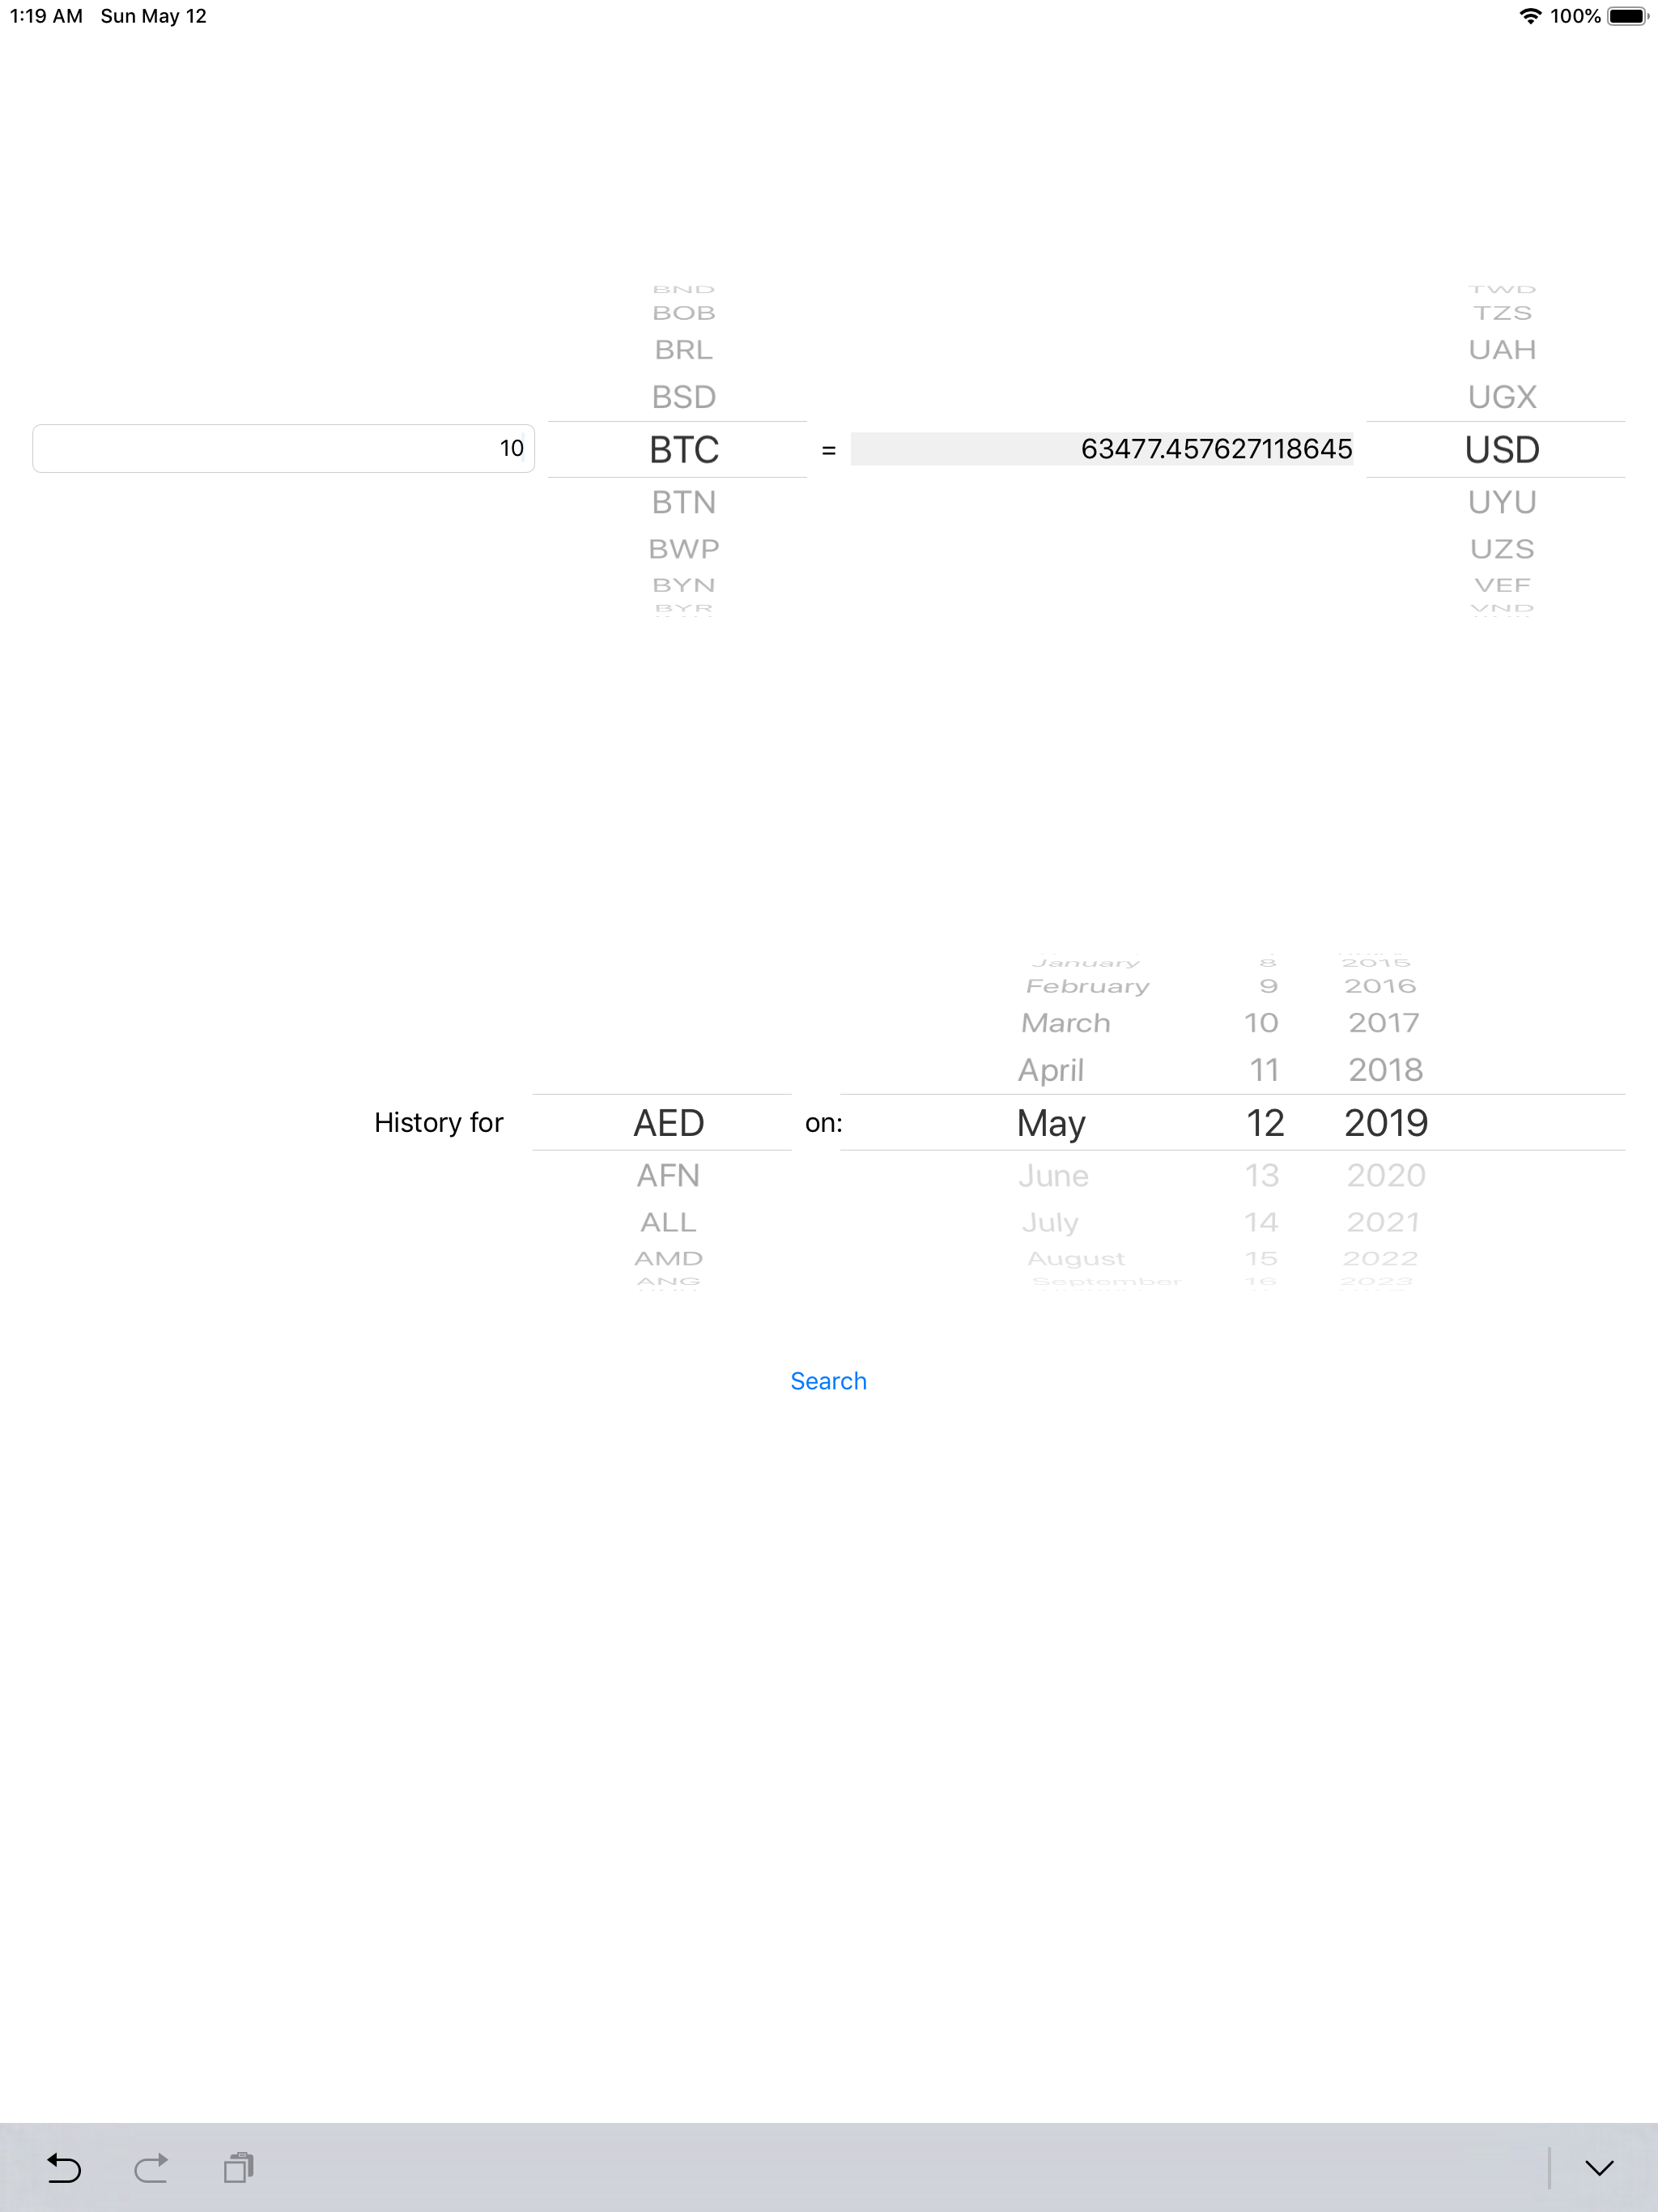 1:19 AM Sun May 12 100%
BND TWD
BOB TZS
BRL UAH
BSD UGX
10 BTC = 63477.457627118645 USD
BTN UYU
BWP UZS
BYN VEF
BYR VND
January 8 2015
February 9 2016
March 10 2017
April 11 2018
History for AED on: May 12 2019
AFN June 13 2020
ALL July 14 2021
AMD August 15 2022
ANG September 16 2023
Search